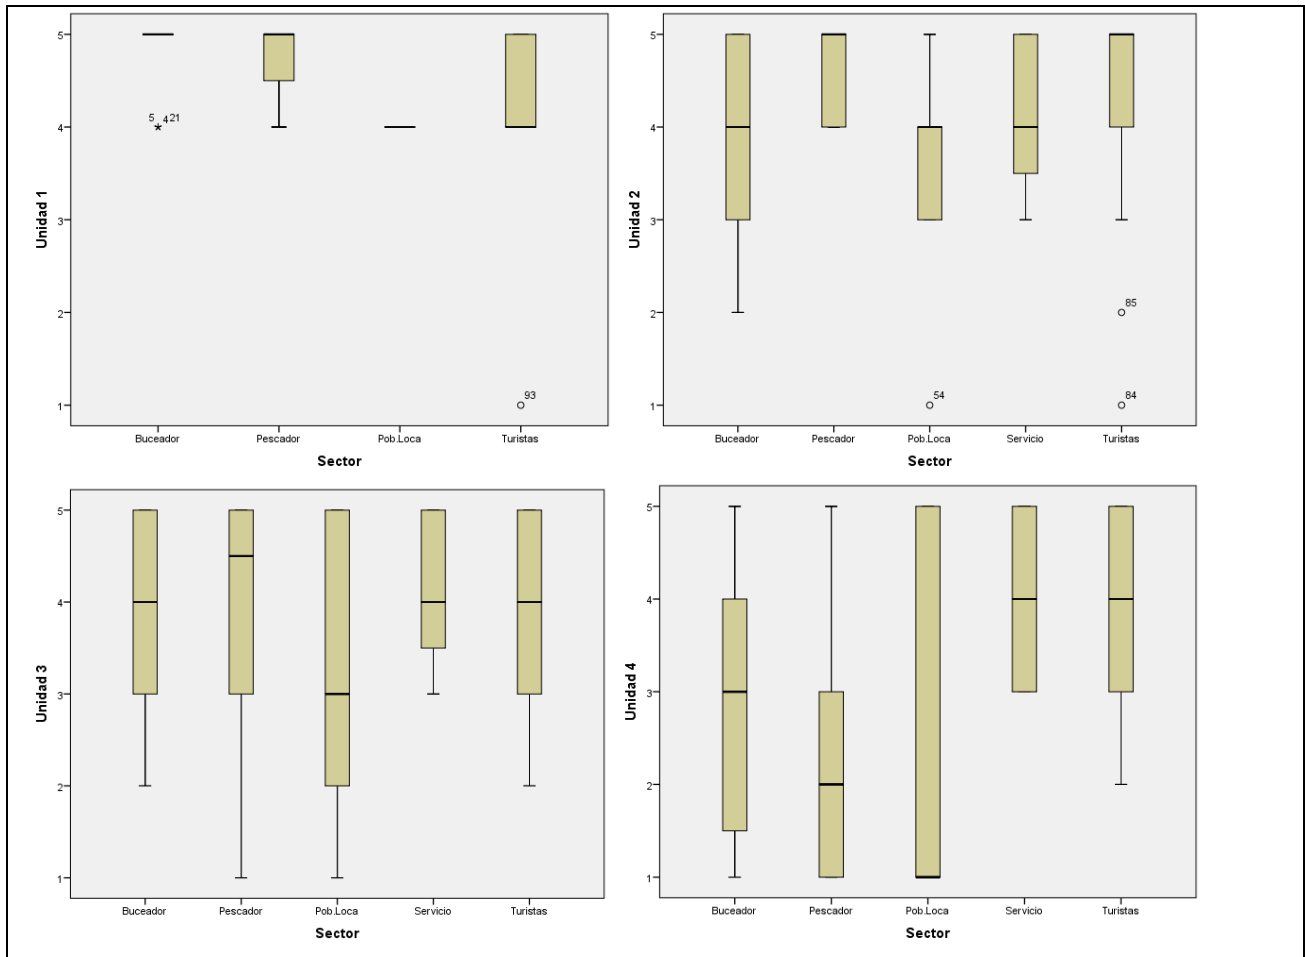 Unidad 1
5
4
3
2
1
5 421
93
Buceador Pescador Pob.Loca Turistas
Sector
Unidad 2
5
4
3
2
1
85
54
84
Buceador Pescador Pob.Loca Servicio Turistas
Sector
Unidad 3
5
4
3
2
1
Buceador Pescador Pob.Loca Servicio Turistas
Sector
Unidad 4
5
4
3
2
1
Buceador Pescador Pob.Loca Servicio Turistas
Sector